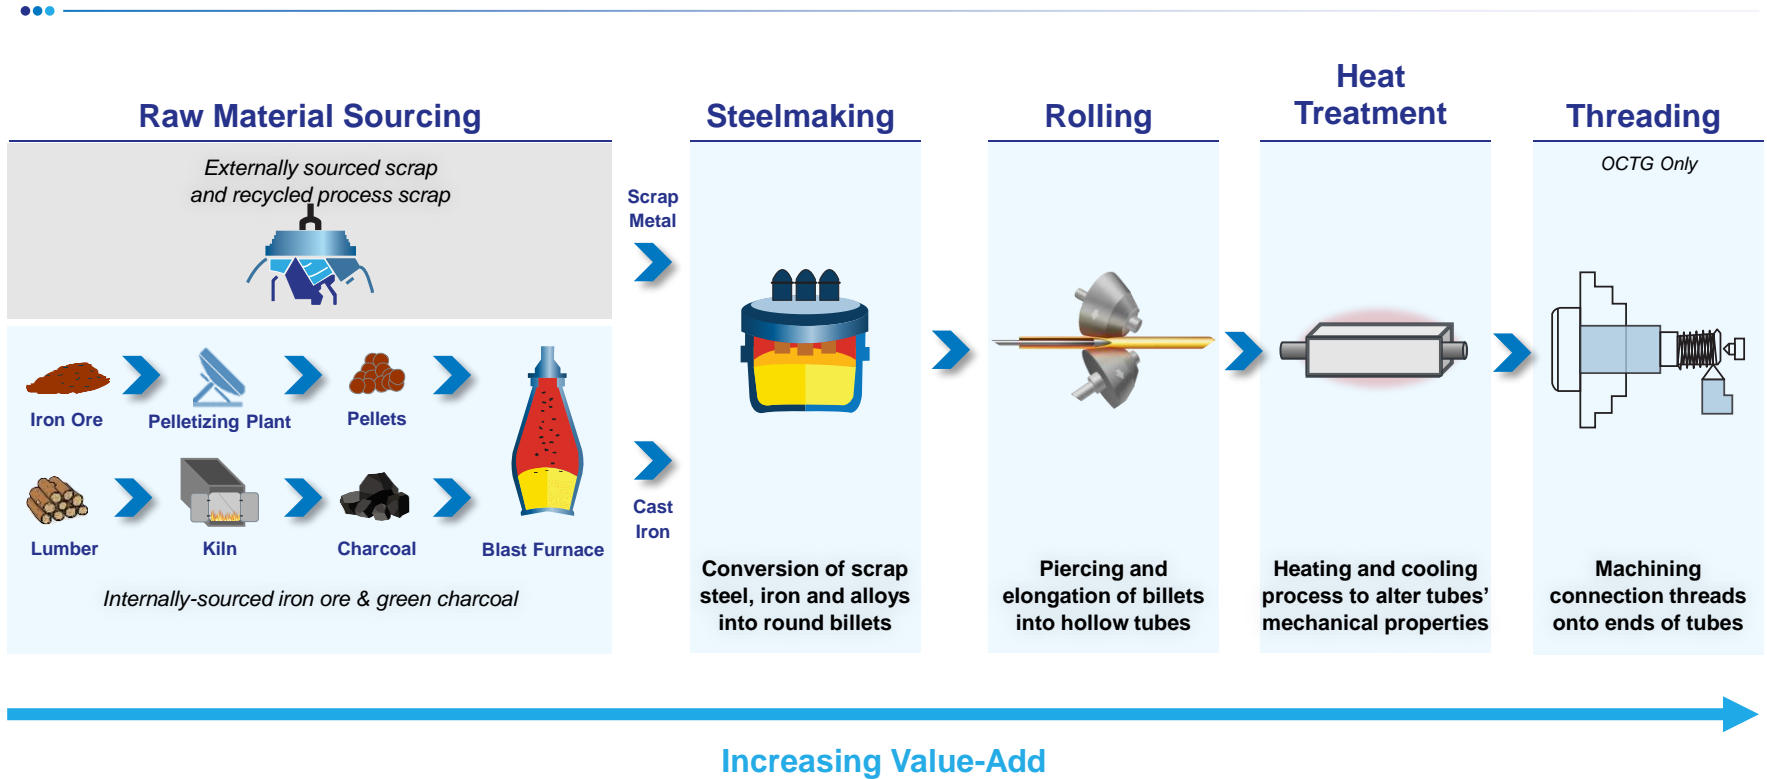 Raw Material Sourcing
Externally sourced scrap
and recycled process scrap
Iron Ore
Pelletizing Plant
Pellets
Lumber
Kiln
Charcoal
Blast Furnace
Internally-sourced iron ore & green charcoal
Scrap
Metal
Cast
Iron
Steelmaking
Conversion of scrap
steel, iron and alloys
into round billets
Rolling
Piercing and
elongation of billets
into hollow tubes
Heat
Treatment
Heating and cooling
process to alter tubes’
mechanical properties
Threading
OCTG Only
Machining
connection threads
onto ends of tubes
Increasing Value-Add